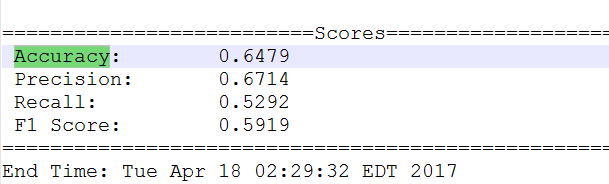 ==========================Scores===================
Accuracy: 0.6479
Precision: 0.6714
Recall: 0.5292
F1 Score: 0.5919
===================================================
End Time: Tue Apr 18 02:29:32 EDT 2017